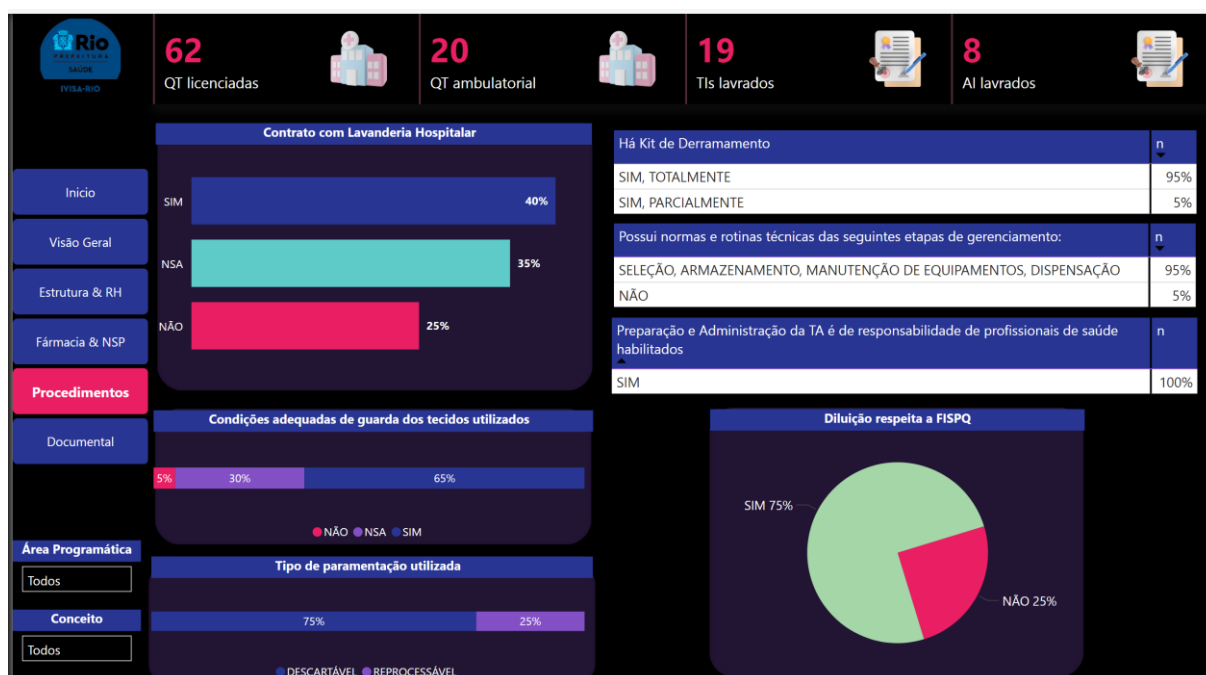 Rio
PREFEITURA
SAÚDE
IVISA-RIO
62
QT licenciadas
20
QT ambulatorial
19
TIs lavrados
8
AI lavrados
Inicio
Visão Geral
Estrutura & RH
Fármacia & NSP
Procedimentos
Documental
Área Programática
Todos
Conceito
Todos
Contrato com Lavanderia Hospitalar
SIM 40%
NSA 35%
NÃO 25%
Condições adequadas de guarda dos tecidos utilizados
5% 30% 65%
NÃO NSA SIM
Tipo de paramentação utilizada
75% 25%
DESCARTÁVEL REPROCESSÁVEL
Há Kit de Derramamento n
SIM, TOTALMENTE 95%
SIM, PARCIALMENTE 5%
Possui normas e rotinas técnicas das seguintes etapas de gerenciamento: n
SELEÇÃO, ARMAZENAMENTO, MANUTENÇÃO DE EQUIPAMENTOS, DISPENSAÇÃO 95%
NÃO 5%
Preparação e Administração da TA é de responsabilidade de profissionais de saúde n
habilitados
SIM 100%
Diluição respeita a FISPQ
SIM 75%
NÃO 25%